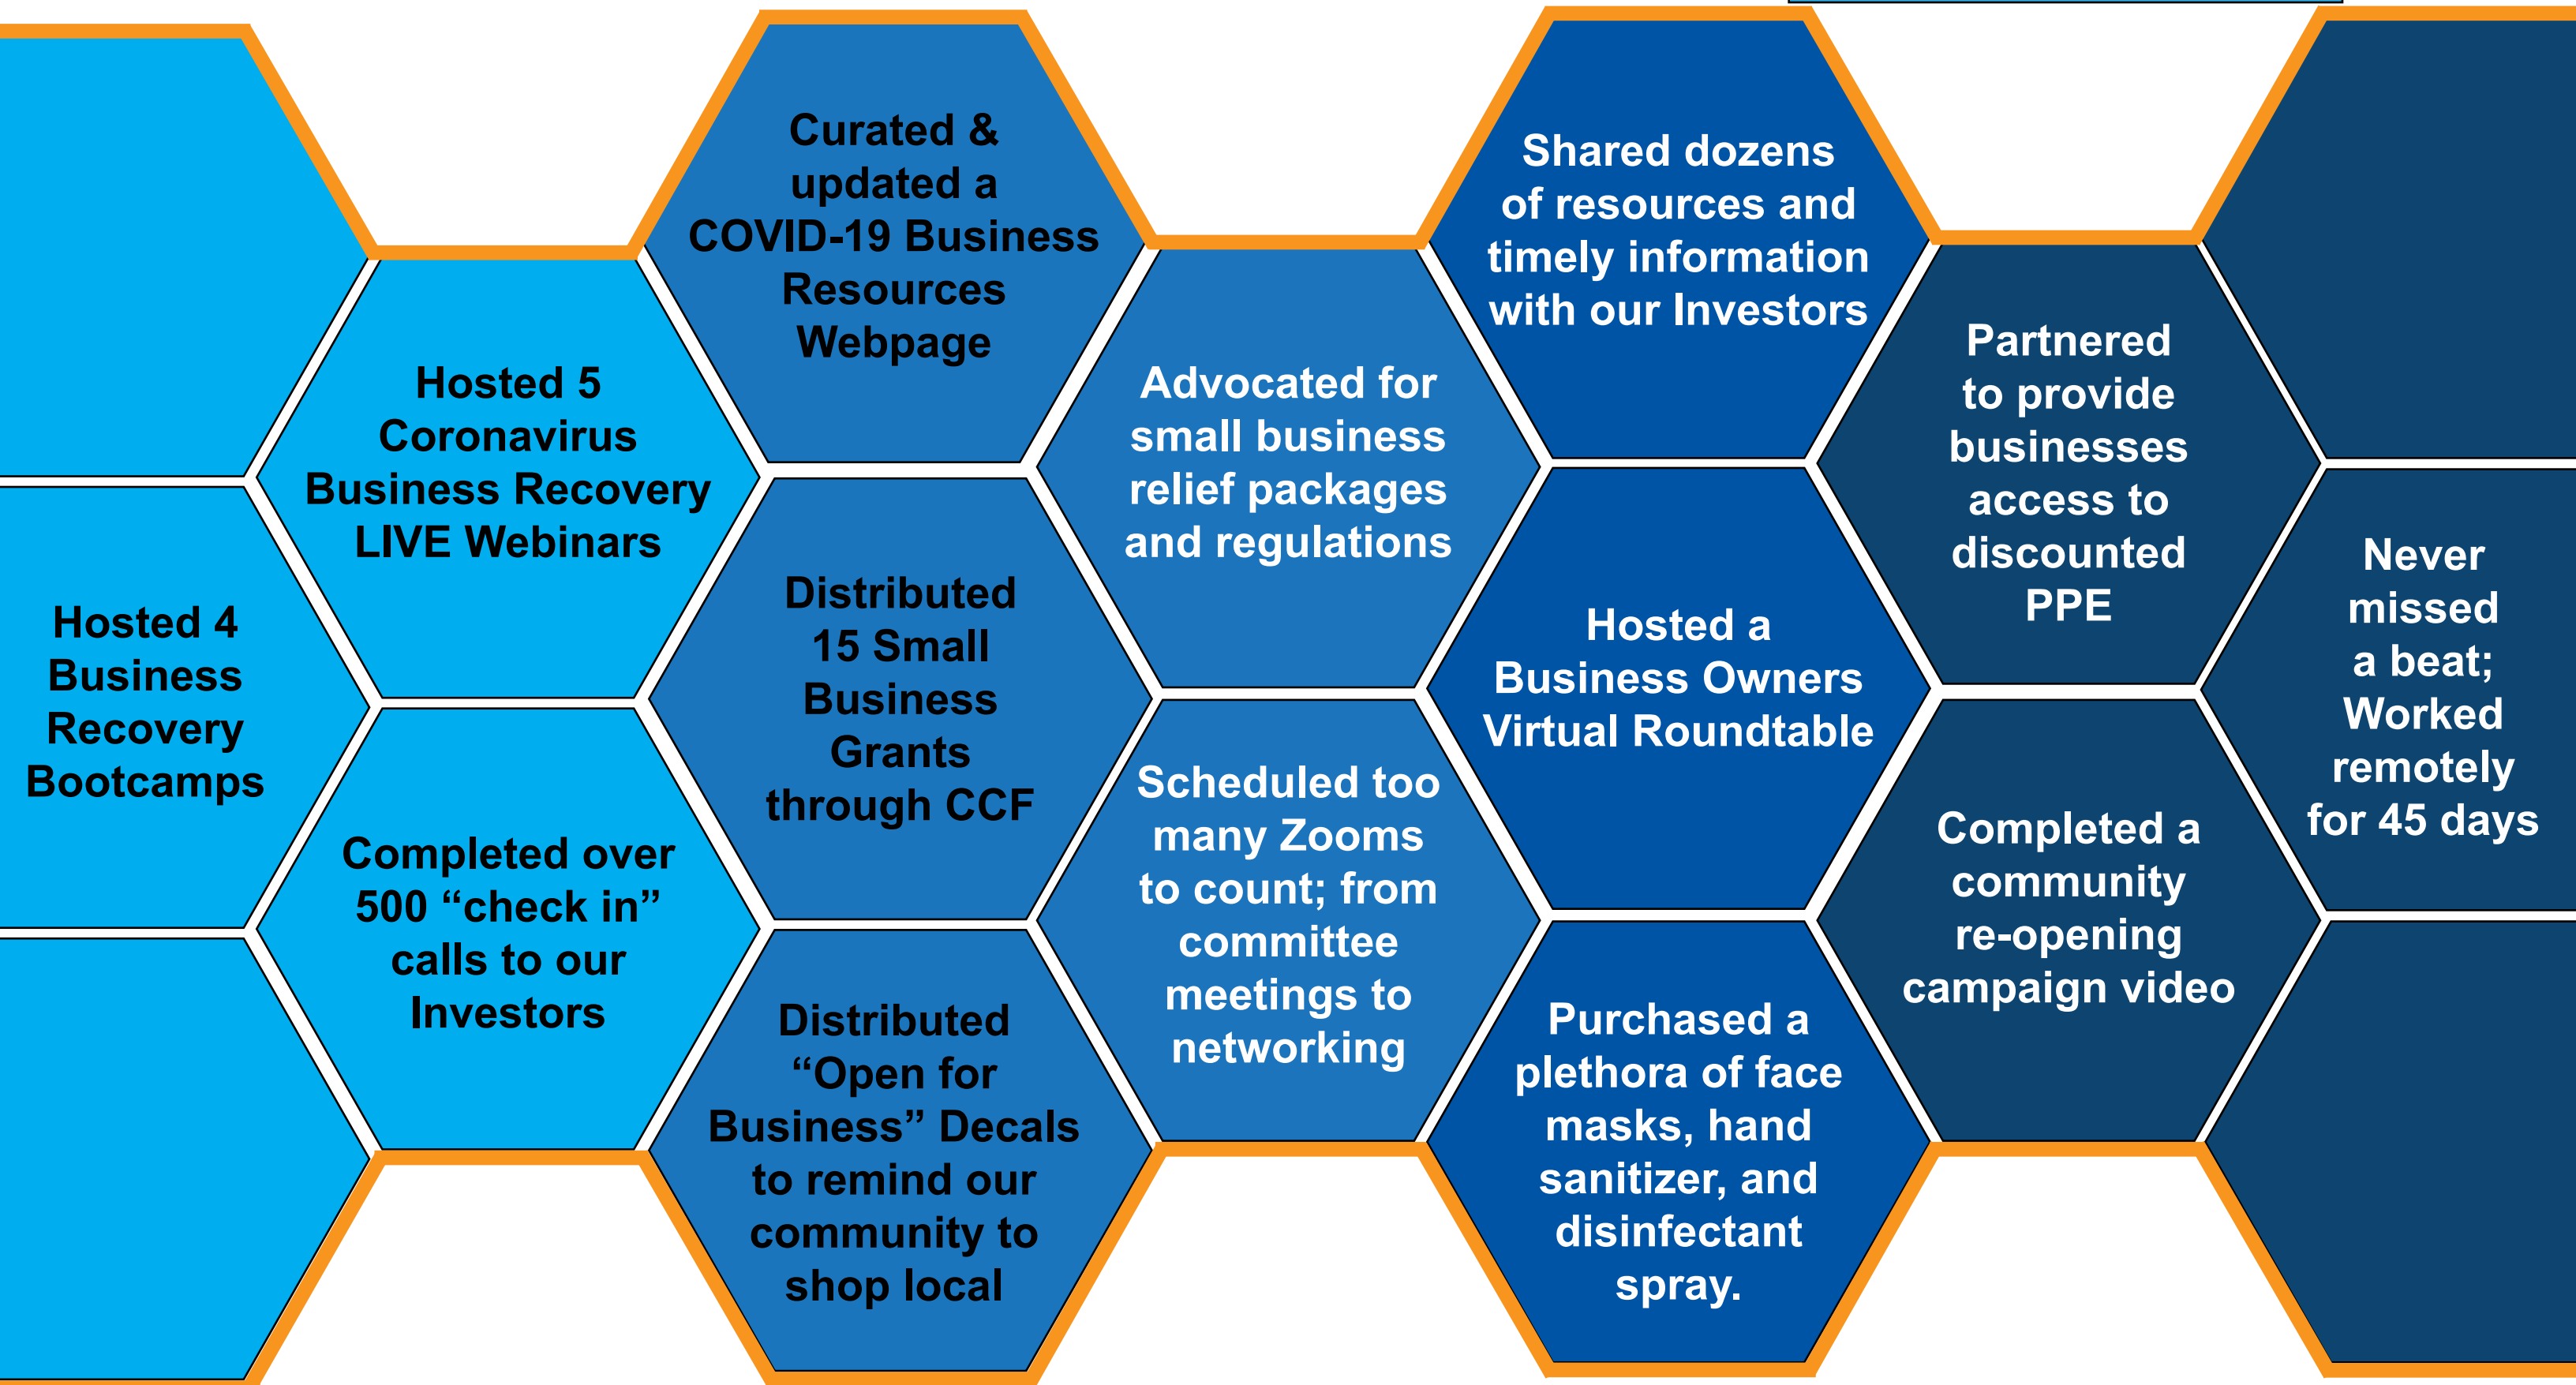 Hosted 4
Business
Recovery
Bootcamps
Hosted 5
Coronavirus
Business Recovery
LIVE Webinars
Completed over
500 “check in”
calls to our
Investors
Curated &
updated a
COVID-19 Business
Resources
Webpage
Distributed
15 Small
Business
Grants
through CCF
Distributed
“Open for
Business” Decals
to remind our
community to
shop local
Advocated for
small business
relief packages
and regulations
Scheduled too
many Zooms
to count; from
committee
meetings to
networking
Shared dozens
of resources and
timely information
with our Investors
Hosted a
Business Owners
Virtual Roundtable
Purchased a
plethora of face
masks, hand
sanitizer, and
disinfectant
spray.
Partnered
to provide
businesses
access to
discounted
PPE
Completed a
community
re-opening
campaign video
Never
missed
a beat;
Worked
remotely
for 45 days